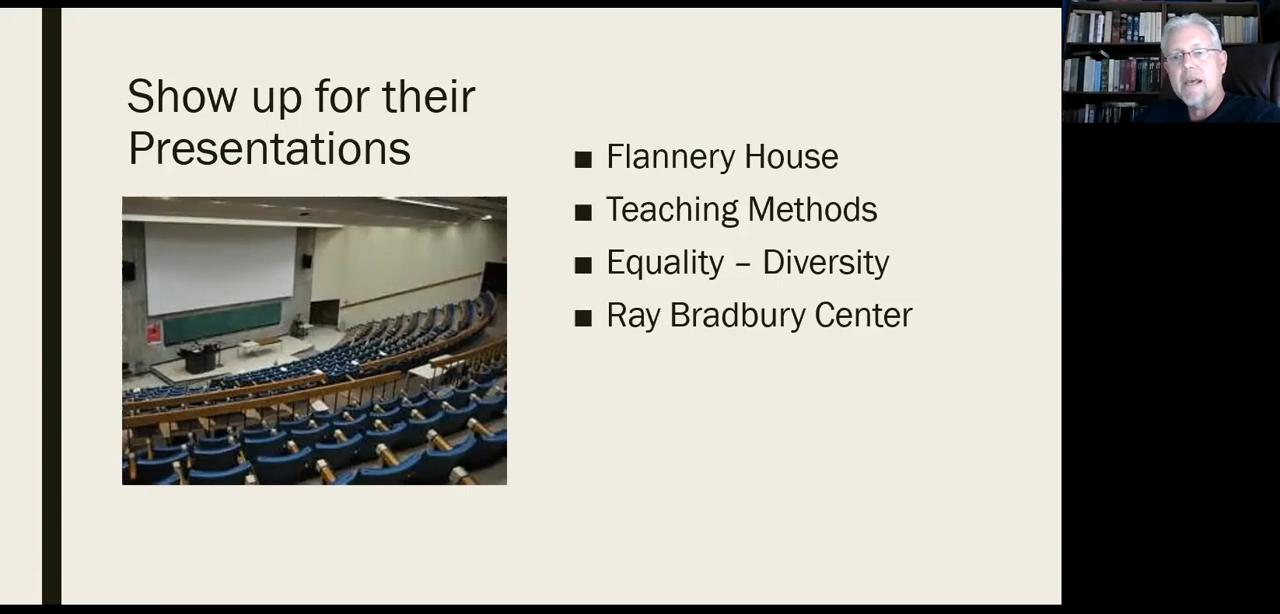 Show up for their
Presentations
■ Flannery House
■ Teaching Methods
■ Equality – Diversity
■ Ray Bradbury Center